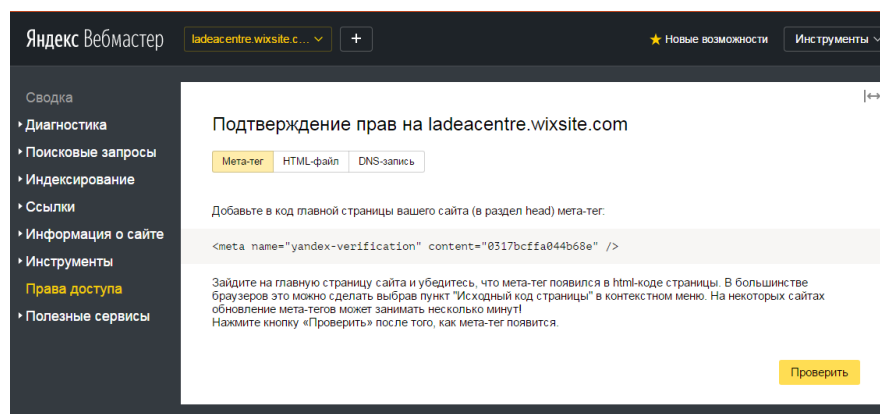 Яндекс Вебмастер
ladeacentre.wixsite.c...
+
Новые возможности
Инструменты
Сводка
Диагностика
Поисковые запросы
Индексирование
Ссылки
Информация о сайте
Инструменты
Права доступа
Полезные сервисы
Подтверждение прав на ladeacentre.wixsite.com
Мета-тег HTML-файл DNS-запись
Добавьте в код главной страницы вашего сайта (в раздел head) мета-тег:
<meta name="yandex-verification" content="0317bcffa044b68e" />
Зайдите на главную страницу сайта и убедитесь, что мета-тег появился в html-коде страницы. В большинстве
браузеров это можно сделать выбрав пункт "Исходный код страницы" в контекстном меню. На некоторых сайтах
обновление мета-тегов может занимать несколько минут!
Нажмите кнопку «Проверить» после того, как мета-тег появится.
Проверить